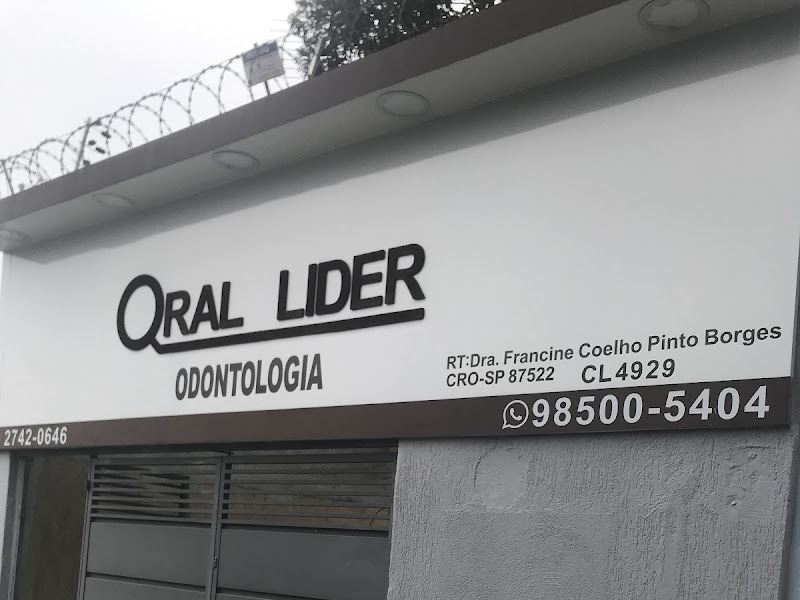 ORAL LIDER
ODONTOLOGIA
RT:Dra. Francine Coelho Pinto Borges
CRO-SP 87522 CL4929
2742-0646
98500-5404